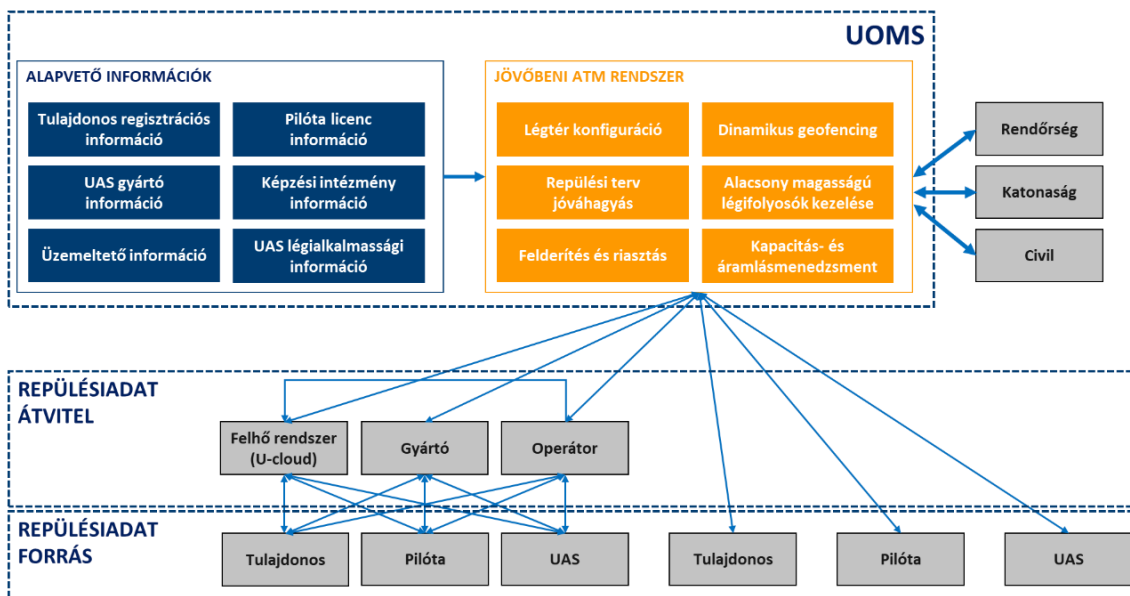 UOMS
ALAPVETŐ INFORMÁCIÓK
Tulajdonos regisztrációs
információ
Pilóta licenc
információ
UAS gyártó
információ
Képzési intézmény
információ
Üzemeltető információ
UAS légialkalmassági
információ
JÖVŐBENI ATM RENDSZER
Légtér konfiguráció
Dinamikus geofencing
Repülési terv
jóváhagyás
Alacsony magasságú
légifolyosók kezelése
Felderítés és riasztás
Kapacitás- és
áramlásmenedzsment
Rendőrség
Katonaság
Civil
REPÜLÉSIADAT
ÁTVITEL
Felhő rendszer
(U-cloud)
Gyártó
Operátor
REPÜLÉSIADAT
FORRÁS
Tulajdonos
Pilóta
UAS
Tulajdonos
Pilóta
UAS